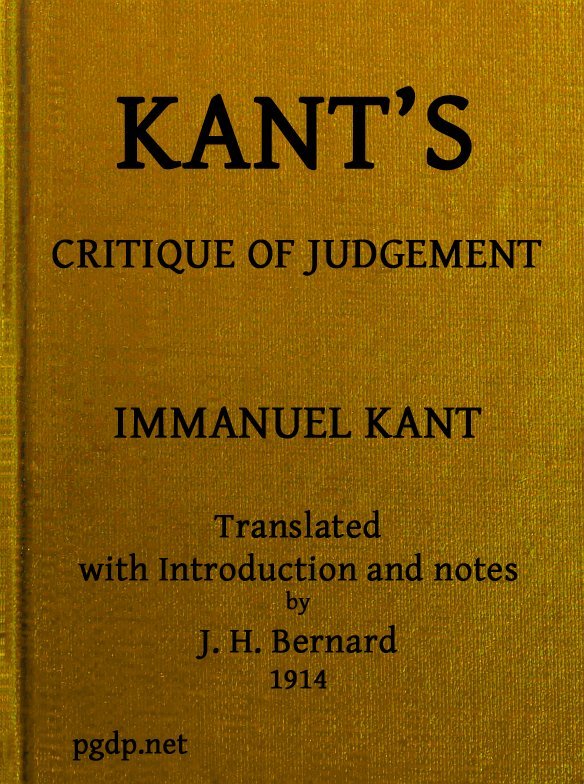 KANT’S
CRITIQUE OF JUDGEMENT
IMMANUEL KANT
Translated
with Introduction and notes
by
J. H. Bernard
1914
pgdp.net